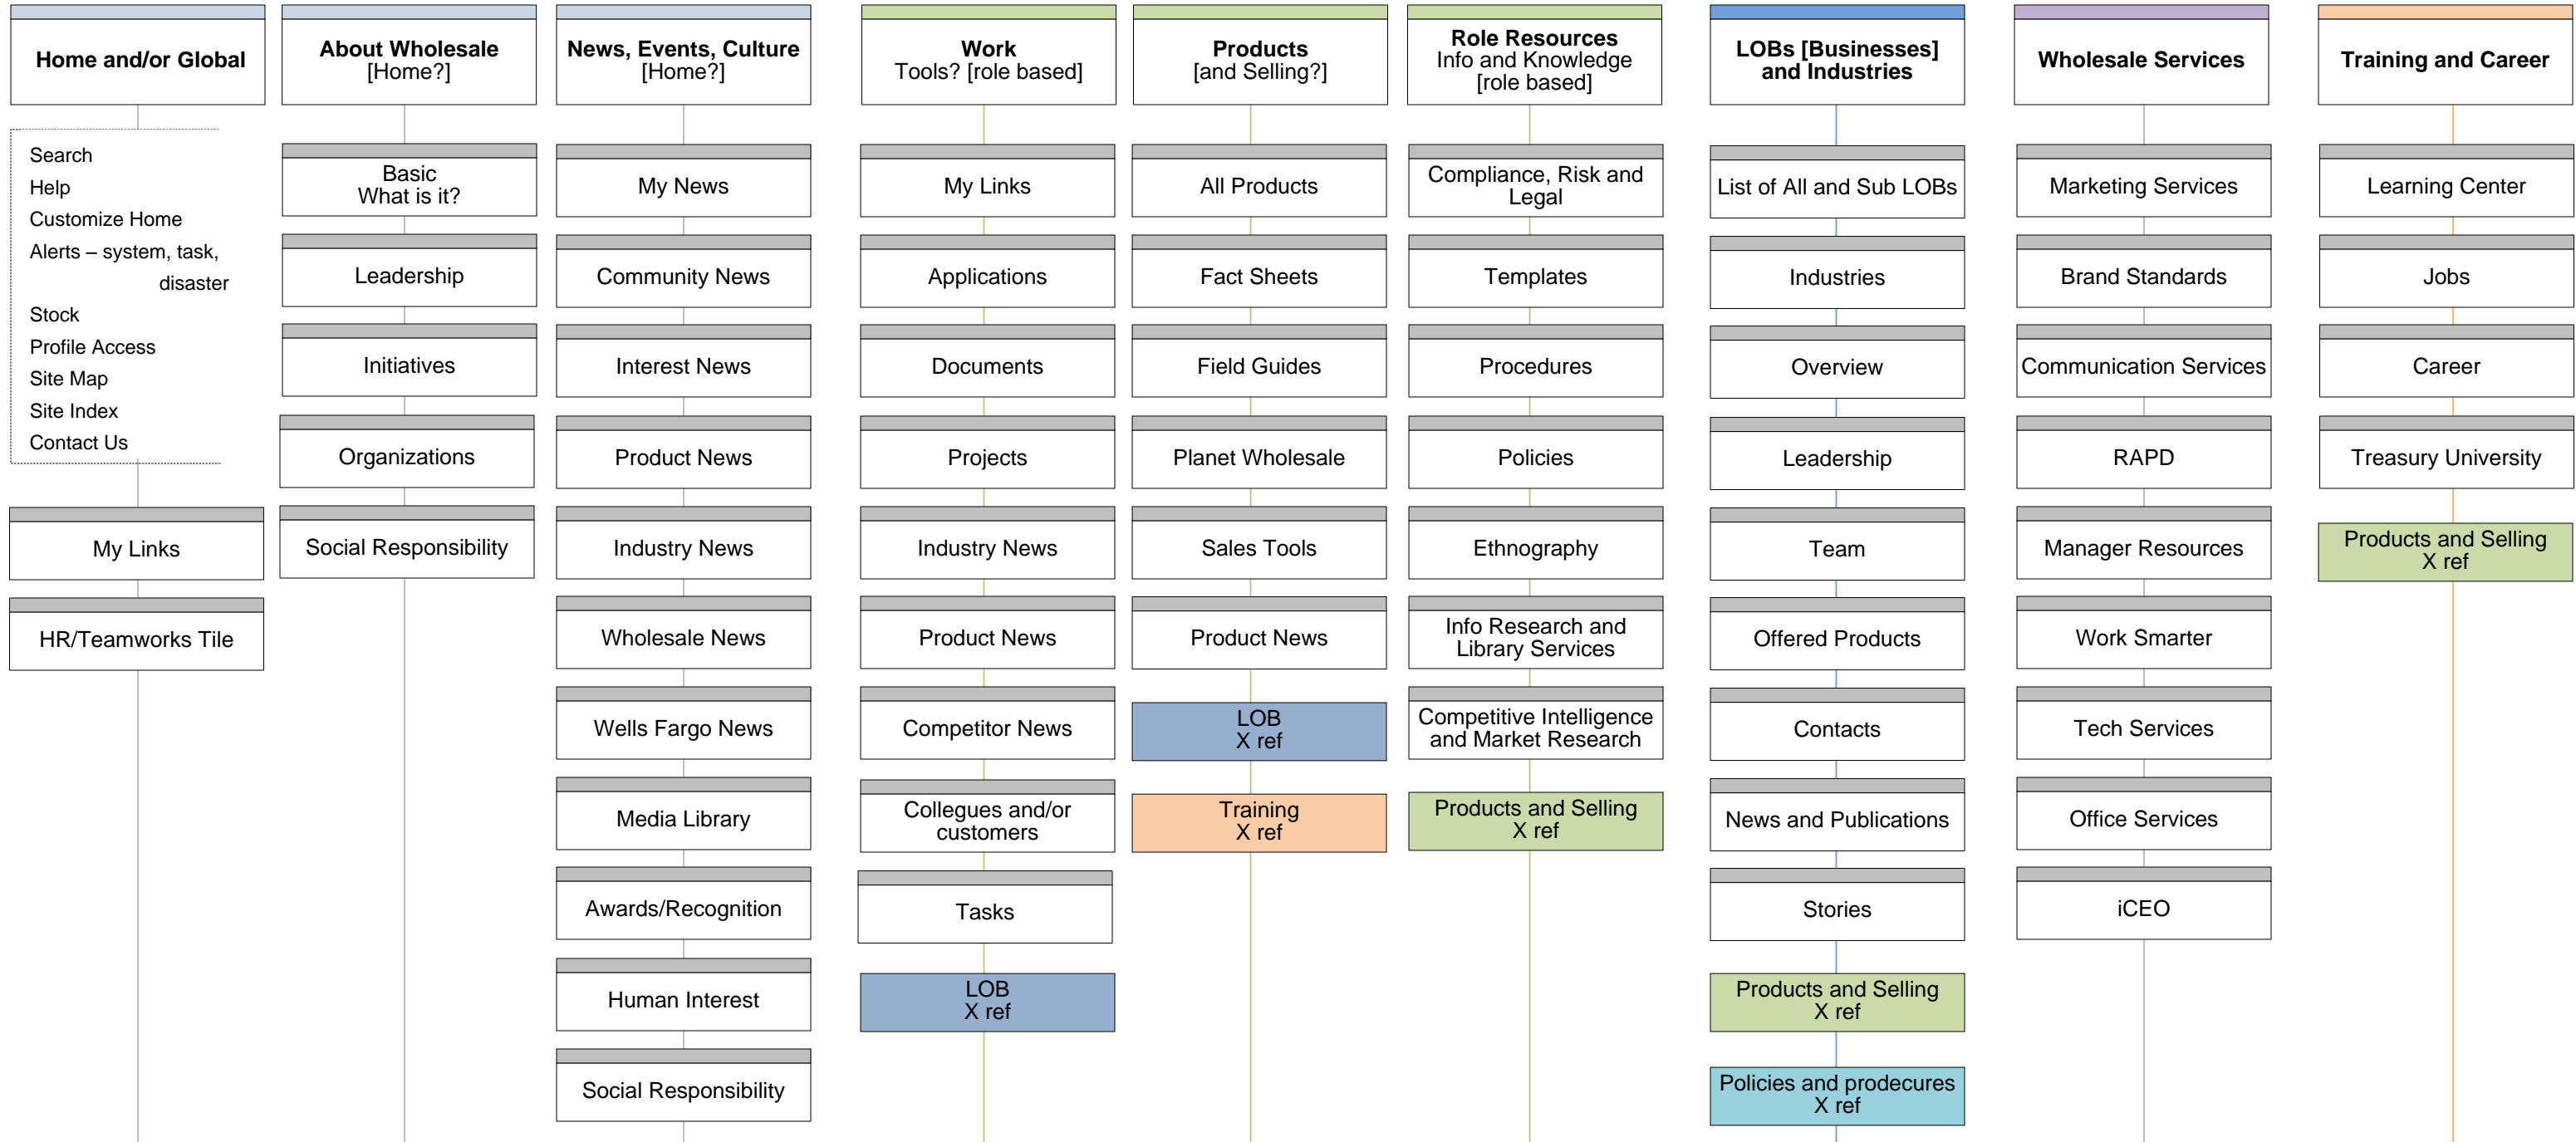 Home and/or Global
Search
Help
Customize Home
Alerts – system, task,
disaster
Stock
Profile Access
Site Map
Site Index
Contact Us
My Links
HR/Teamworks Tile
About Wholesale
[Home?]
Basic
What is it?
Leadership
Initiatives
Organizations
Social Responsibility
News, Events, Culture
[Home?]
My News
Community News
Interest News
Product News
Industry News
Wholesale News
Wells Fargo News
Media Library
Awards/Recognition
Human Interest
Social Responsibility
Work
Tools? [role based]
My Links
Applications
Documents
Projects
Industry News
Product News
Competitor News
Collegues and/or
customers
Tasks
LOB
X ref
Products
[and Selling?]
All Products
Fact Sheets
Field Guides
Planet Wholesale
Sales Tools
Product News
LOB
X ref
Training
X ref
Role Resources
Info and Knowledge
[role based]
Compliance, Risk and
Legal
Templates
Procedures
Policies
Ethnography
Info Research and
Library Services
Competitive Intelligence
and Market Research
Products and Selling
X ref
LOBs [Businesses]
and Industries
List of All and Sub LOBs
Industries
Overview
Leadership
Team
Offered Products
Contacts
News and Publications
Stories
Products and Selling
X ref
Policies and prodecures
X ref
Wholesale Services
Marketing Services
Brand Standards
Communication Services
RAPD
Manager Resources
Work Smarter
Tech Services
Office Services
iCEO
Training and Career
Learning Center
Jobs
Career
Treasury University
Products and Selling
X ref